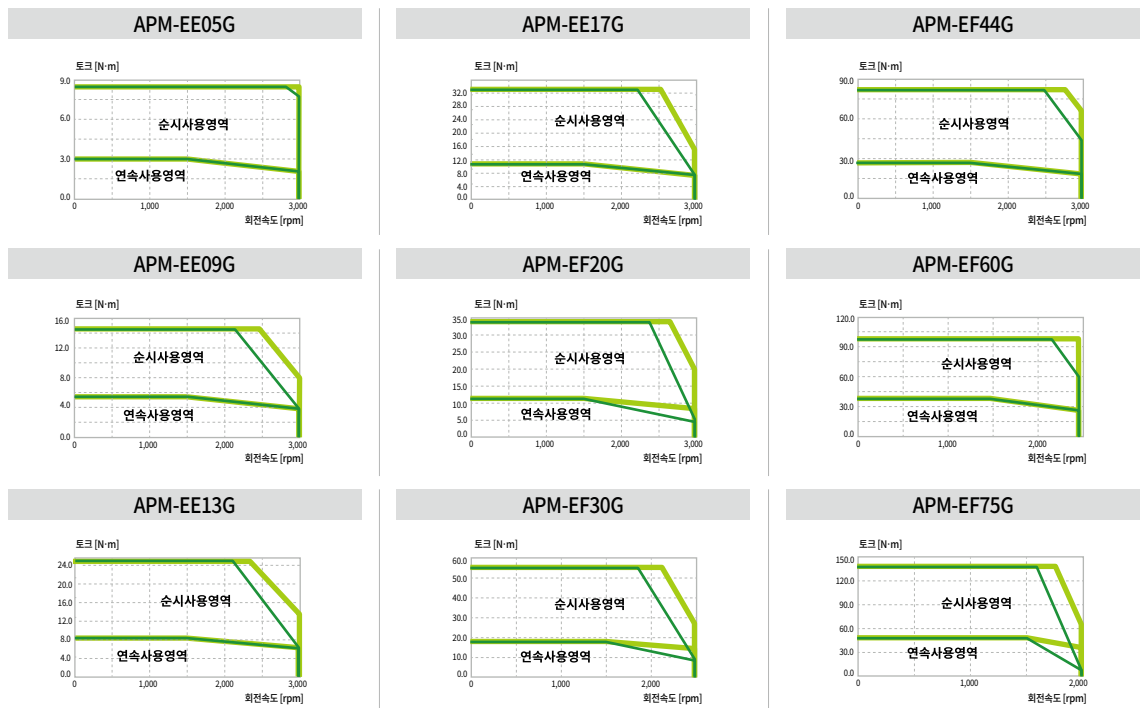 APM-EE05G
토크 [N·m]
9.0
6.0
3.0
0.0
순시사용영역
연속사용영역
0 1,000 2,000 3,000
회전속도 [rpm]
APM-EE17G
토크 [N·m]
32.0
28.0
24.0
20.0
16.0
12.0
8.0
4.0
0.0
순시사용영역
연속사용영역
0 1,000 2,000 3,000
회전속도 [rpm]
APM-EF44G
토크 [N·m]
90.0
60.0
30.0
0.0
순시사용영역
연속사용영역
0 1,000 2,000 3,000
회전속도 [rpm]
APM-EE09G
토크 [N·m]
16.0
12.0
8.0
4.0
0.0
순시사용영역
연속사용영역
0 1,000 2,000 3,000
회전속도 [rpm]
APM-EF20G
토크 [N·m]
35.0
30.0
25.0
20.0
15.0
10.0
5.0
0.0
순시사용영역
연속사용영역
0 1,000 2,000 3,000
회전속도 [rpm]
APM-EF60G
토크 [N·m]
120.0
90.0
60.0
30.0
0.0
순시사용영역
연속사용영역
0 1,000 2,000
회전속도 [rpm]
APM-EE13G
토크 [N·m]
24.0
20.0
16.0
12.0
8.0
4.0
0.0
순시사용영역
연속사용영역
0 1,000 2,000 3,000
회전속도 [rpm]
APM-EF30G
토크 [N·m]
60.0
50.0
40.0
30.0
20.0
10.0
0.0
순시사용영역
연속사용영역
0 1,000 2,000
회전속도 [rpm]
APM-EF75G
토크 [N·m]
150.0
120.0
90.0
60.0
30.0
0.0
순시사용영역
연속사용영역
0 1,000 2,000
회전속도 [rpm]